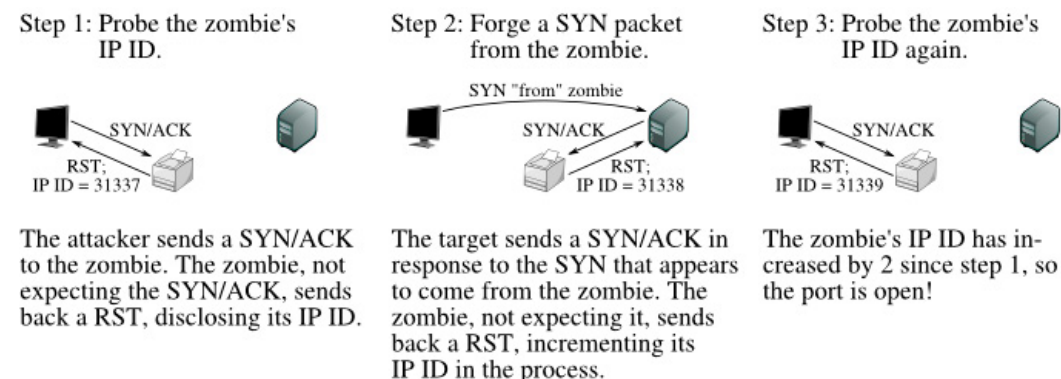 Step 1: Probe the zombie's
IP ID.
SYN/ACK
RST;
IP ID = 31337
The attacker sends a SYN/ACK
to the zombie. The zombie, not
expecting the SYN/ACK, sends
back a RST, disclosing its IP ID.
Step 2: Forge a SYN packet
from the zombie.
SYN "from" zombie
SYN/ACK
RST;
IP ID = 31338
The target sends a SYN/ACK in
response to the SYN that appears
to come from the zombie. The
zombie, not expecting it, sends
back a RST, incrementing its
IP ID in the process.
Step 3: Probe the zombie's
IP ID again.
SYN/ACK
RST;
IP ID = 31339
The zombie's IP ID has in-
creased by 2 since step 1, so
the port is open!